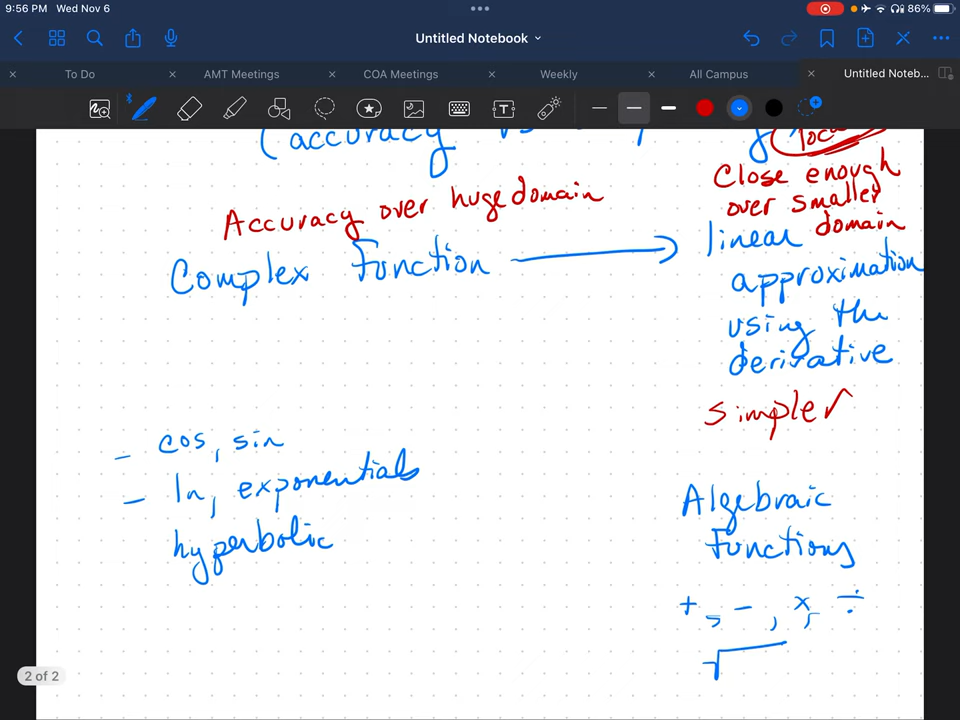 9:56 PM Wed Nov 6
86%
Untitled Notebook
To Do
AMT Meetings
COA Meetings
Weekly
All Campus
Untitled Noteb...
(accuracy
Close enough
over smaller
domain
Accuracy over huge domain
Complex function
linear
approximation
using the
derivative
simpler
- cos, sin
- ln, exponentials
hyperbolic
Algebraic
functions
+, -, x, ÷
√
2 of 2